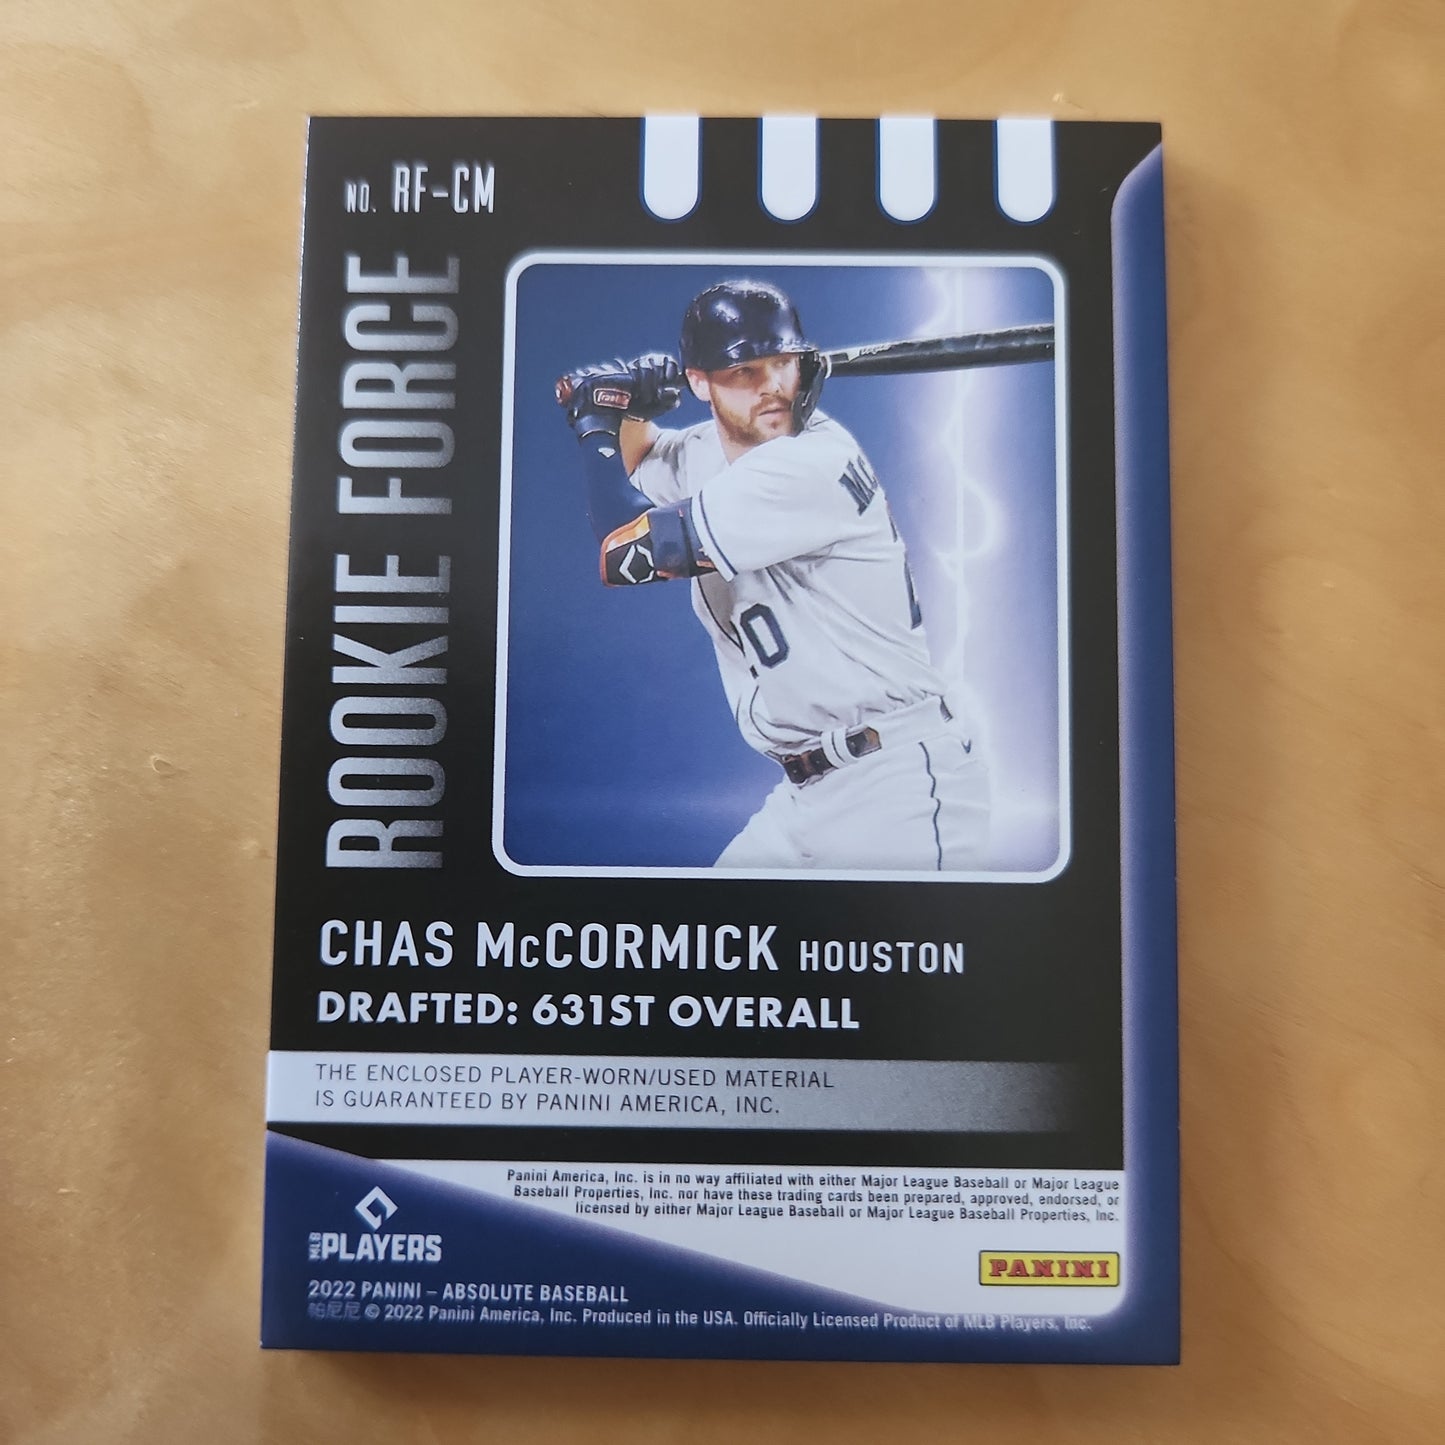 NO. RF-CM
ROOKIE FORCE
MC
20
CHAS McCORMICK HOUSTON
DRAFTED: 631ST OVERALL
THE ENCLOSED PLAYER-WORN/USED MATERIAL
IS GUARANTEED BY PANINI AMERICA, INC.
Panini America, Inc. is in no way affiliated with either Major League Baseball or Major League
Baseball Properties, Inc. nor have these trading cards been prepared, approved, endorsed, or
licensed by either Major League Baseball or Major League Baseball Properties, Inc.
MLB PLAYERS
PANINI
2022 PANINI – ABSOLUTE BASEBALL
帕尼尼 © 2022 Panini America, Inc. Produced in the USA. Officially Licensed Product of MLB Players, Inc.